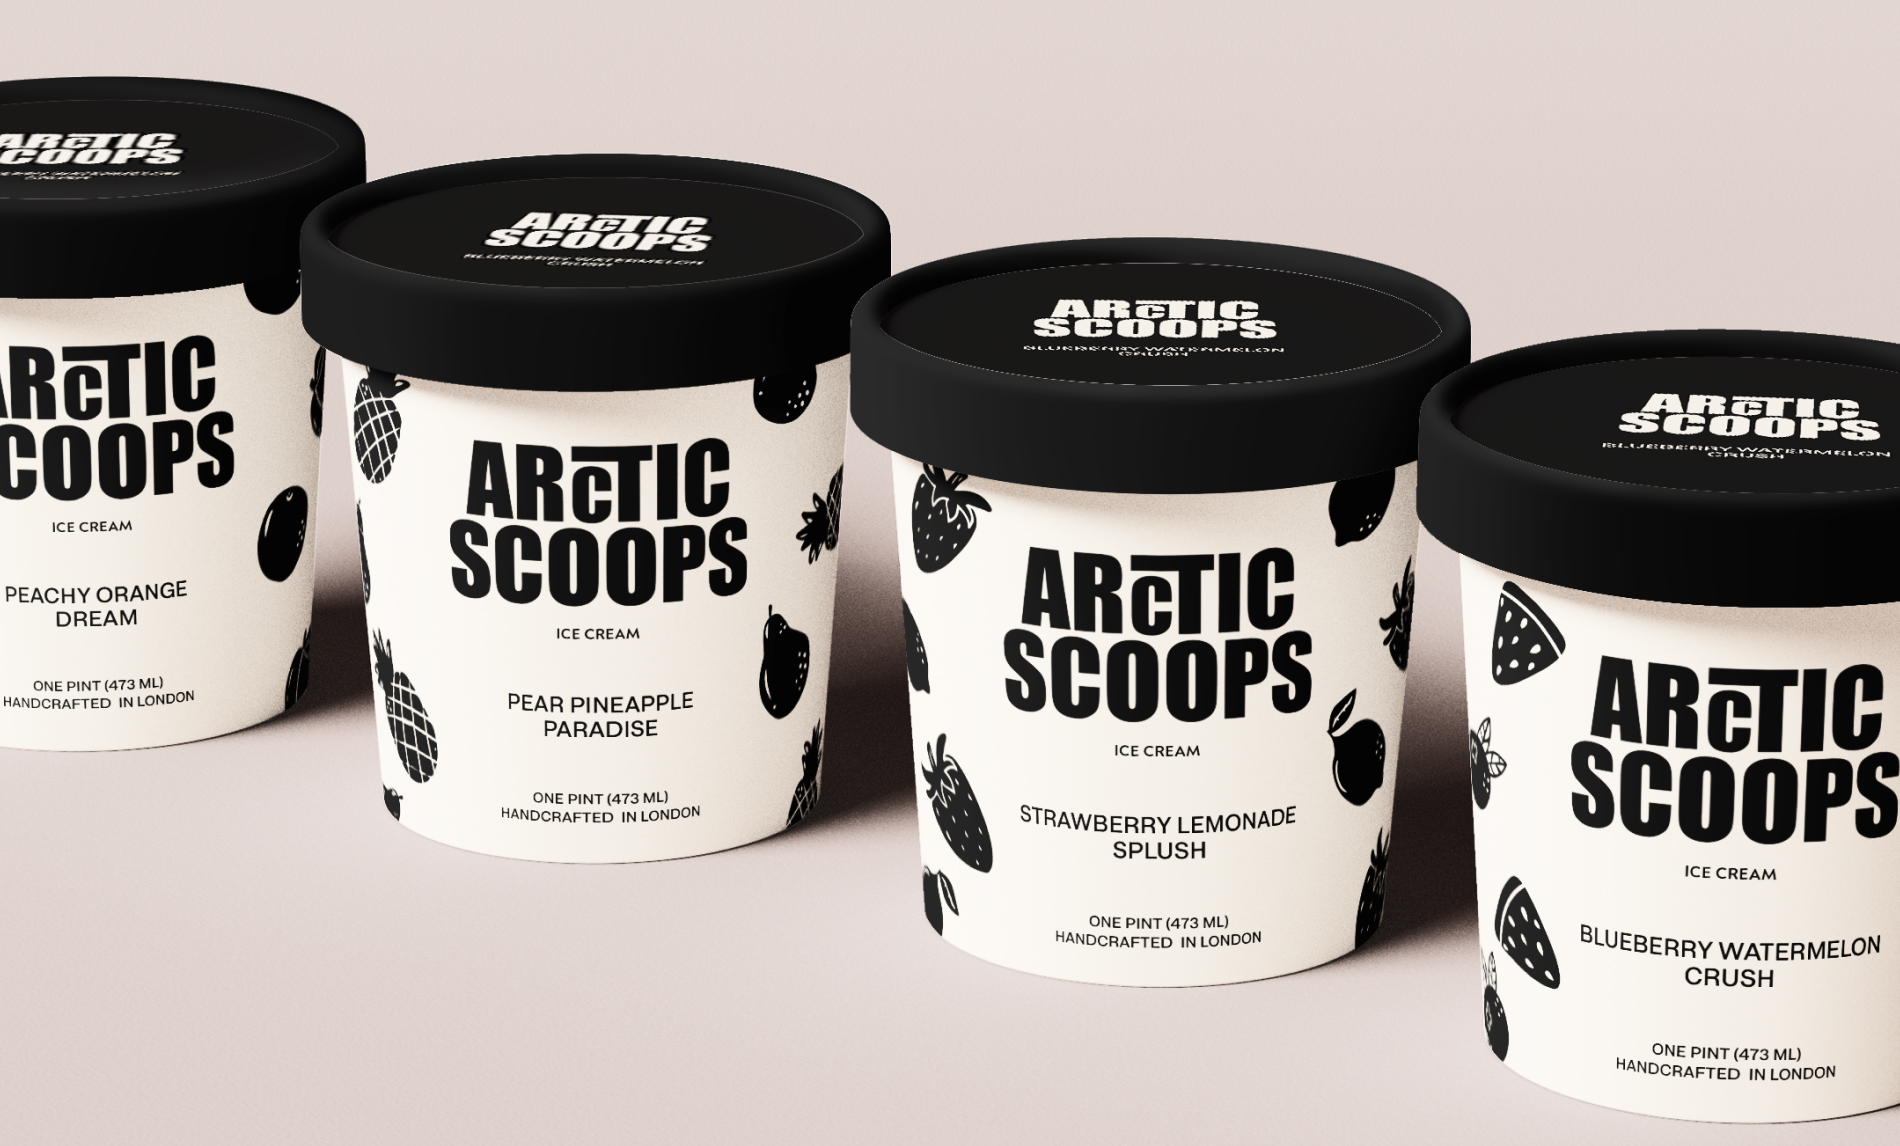 ARCTIC
SCOOPS
ARCTIC
SCOOPS
ICE CREAM
PEACHY ORANGE
DREAM
ONE PINT (473 ML)
HANDCRAFTED IN LONDON
ARCTIC
SCOOPS
BLUEBERRY WATERMELON
CRUSH
ARCTIC
SCOOPS
ICE CREAM
PEAR PINEAPPLE
PARADISE
ONE PINT (473 ML)
HANDCRAFTED IN LONDON
ARCTIC
SCOOPS
BLUEBERRY WATERMELON
CRUSH
ARCTIC
SCOOPS
ICE CREAM
STRAWBERRY LEMONADE
SPLUSH
ONE PINT (473 ML)
HANDCRAFTED IN LONDON
ARCTIC
SCOOPS
BLUEBERRY WATERMELON
CRUSH
ARCTIC
SCOOPS
ICE CREAM
BLUEBERRY WATERMELON
CRUSH
ONE PINT (473 ML)
HANDCRAFTED IN LONDON